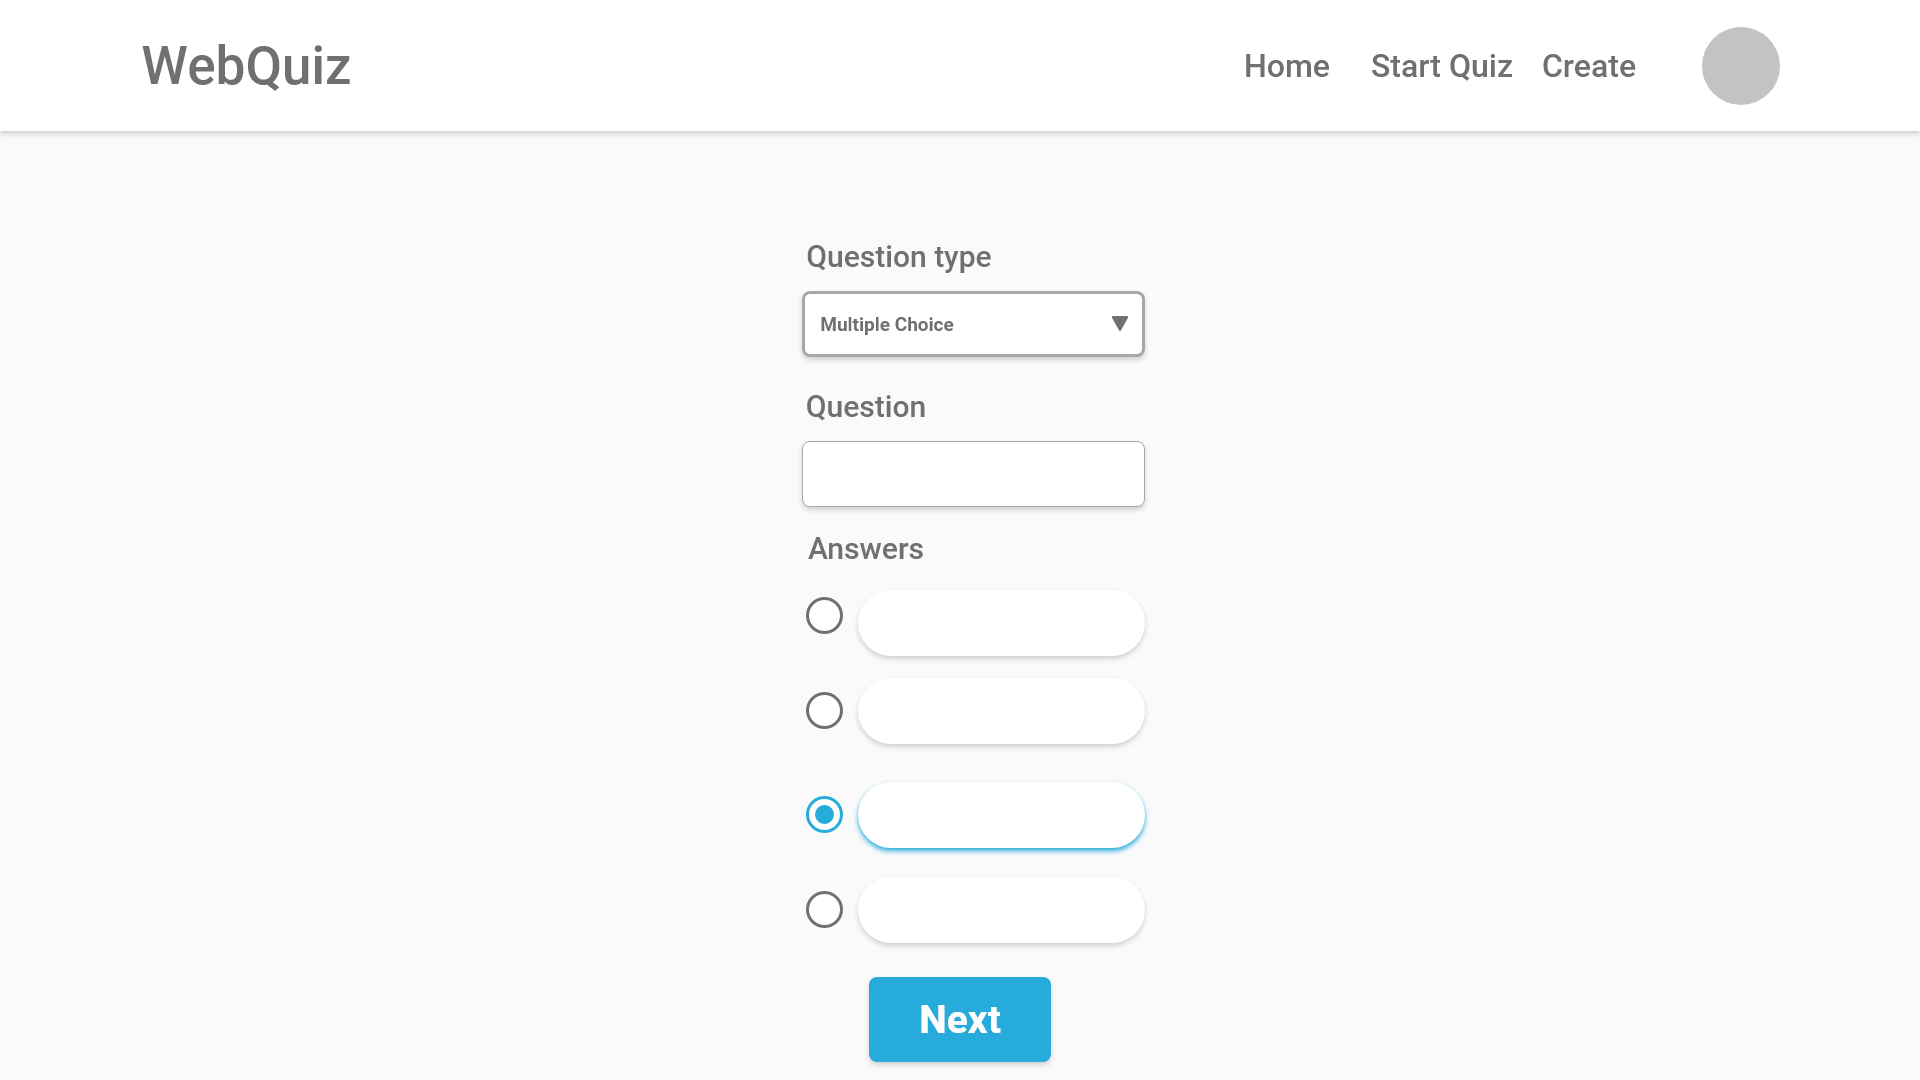 WebQuiz
Home Start Quiz Create
Question type
Multiple Choice
Question
Answers
Next